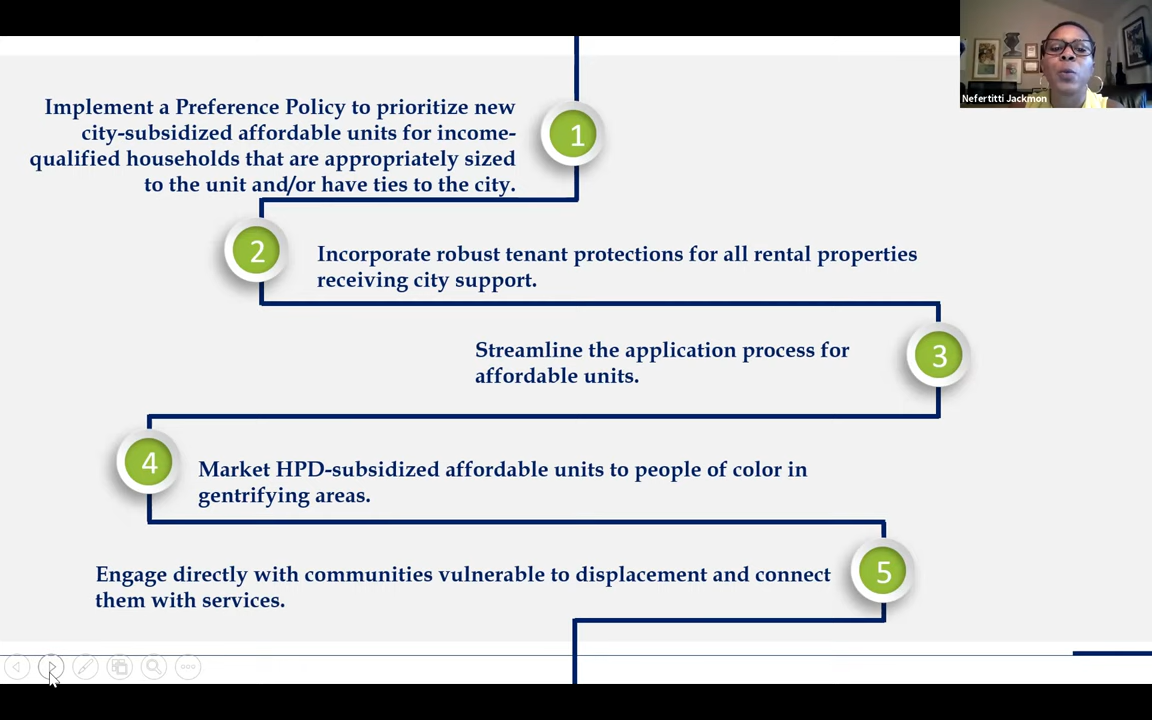 Nefertitti Jackmon
Implement a Preference Policy to prioritize new
city-subsidized affordable units for income-
qualified households that are appropriately sized
to the unit and/or have ties to the city.
1
2
Incorporate robust tenant protections for all rental properties
receiving city support.
Streamline the application process for
affordable units.
3
4
Market HPD-subsidized affordable units to people of color in
gentrifying areas.
Engage directly with communities vulnerable to displacement and connect
them with services.
5